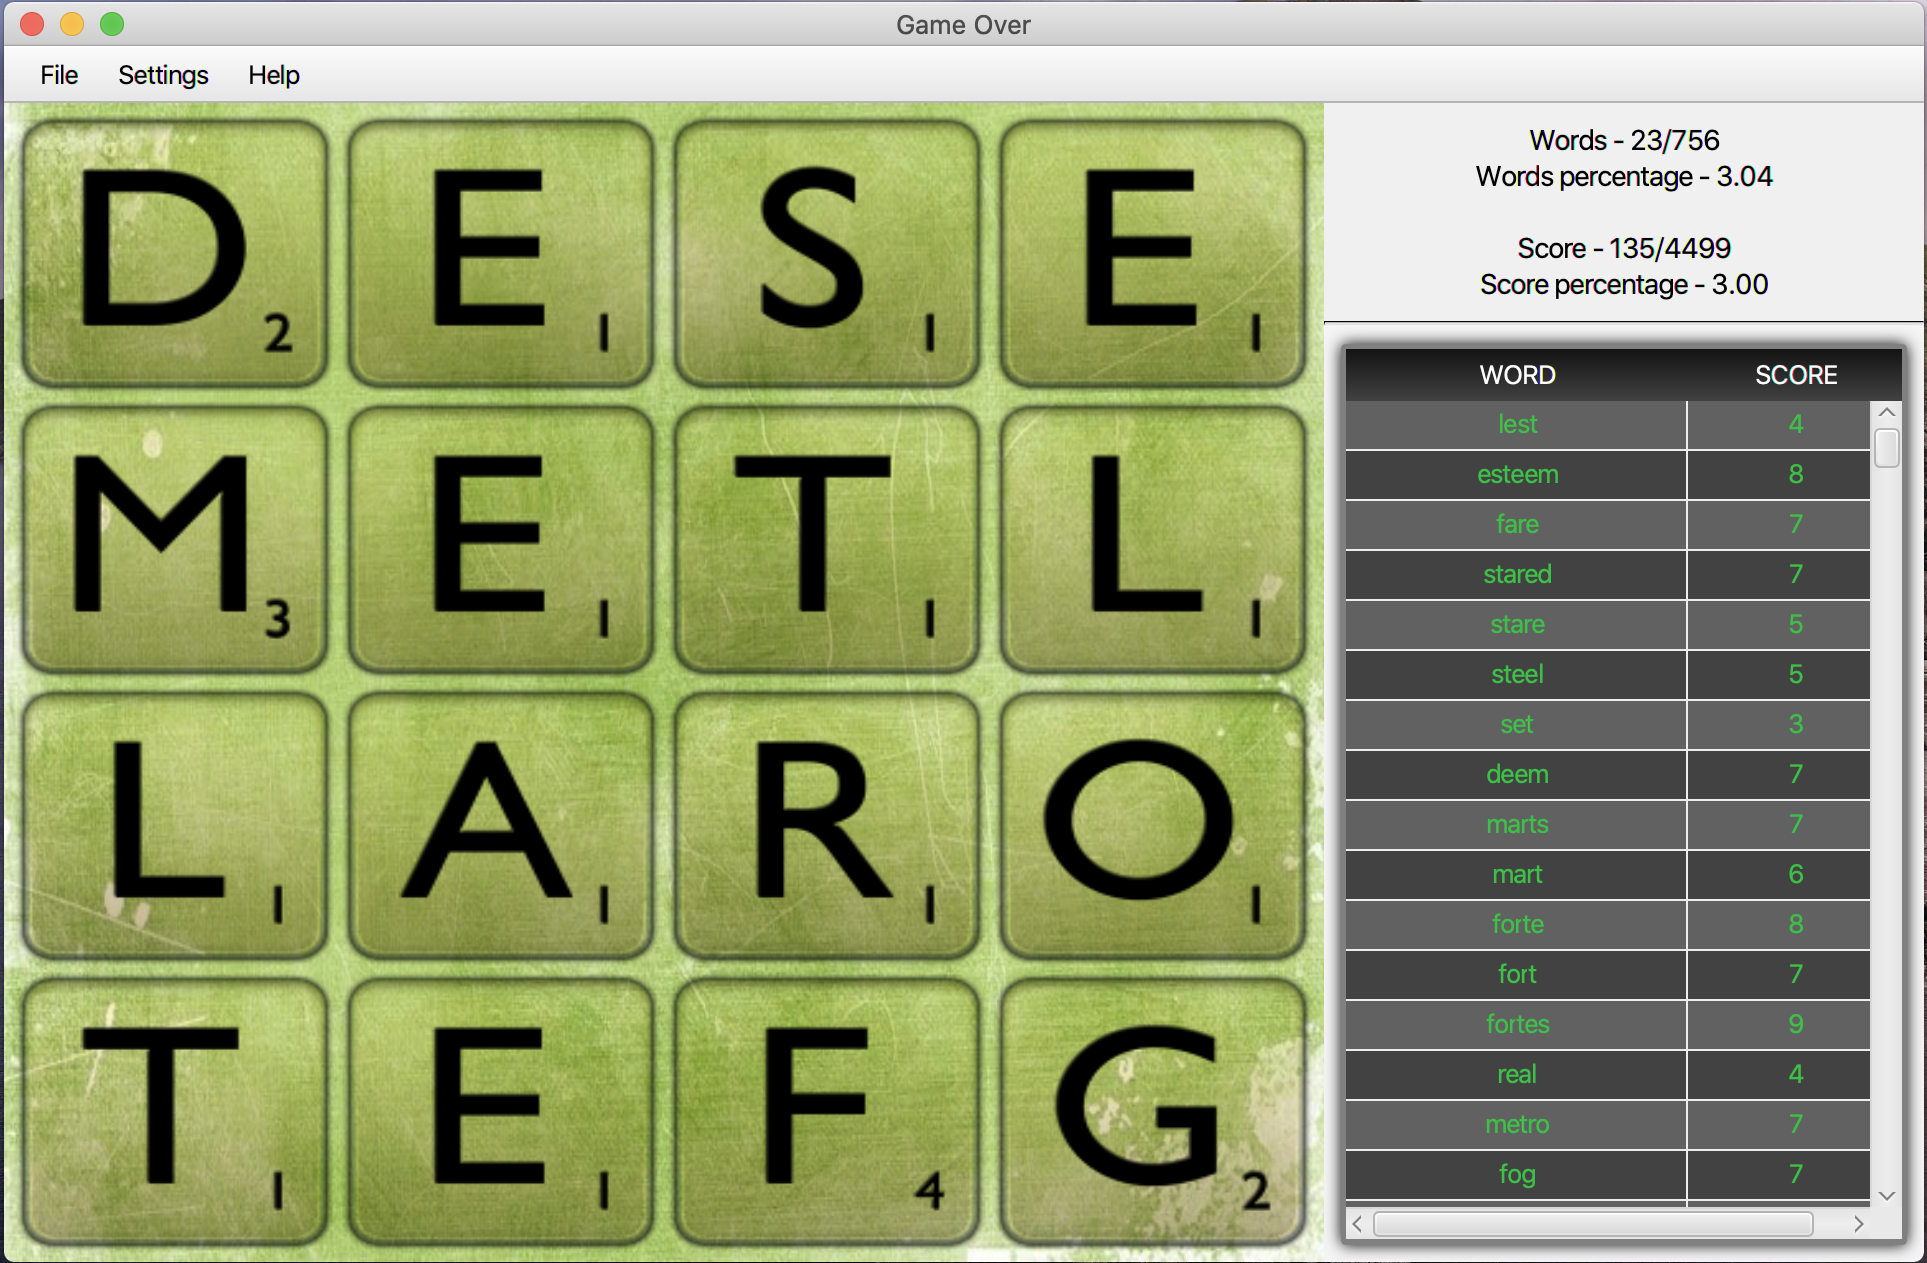 Game Over
File Settings Help
D 2 E 1 S 1 E 1
M 3 E 1 T 1 L 1
L 1 A 1 R 1 O 1
T 1 E 1 F 4 G 2
Words - 23/756
Words percentage - 3.04
Score - 135/4499
Score percentage - 3.00
WORD SCORE
lest 4
esteem 8
fare 7
stared 7
stare 5
steel 5
set 3
deem 7
marts 7
mart 6
forte 8
fort 7
fortes 9
real 4
metro 7
fog 7